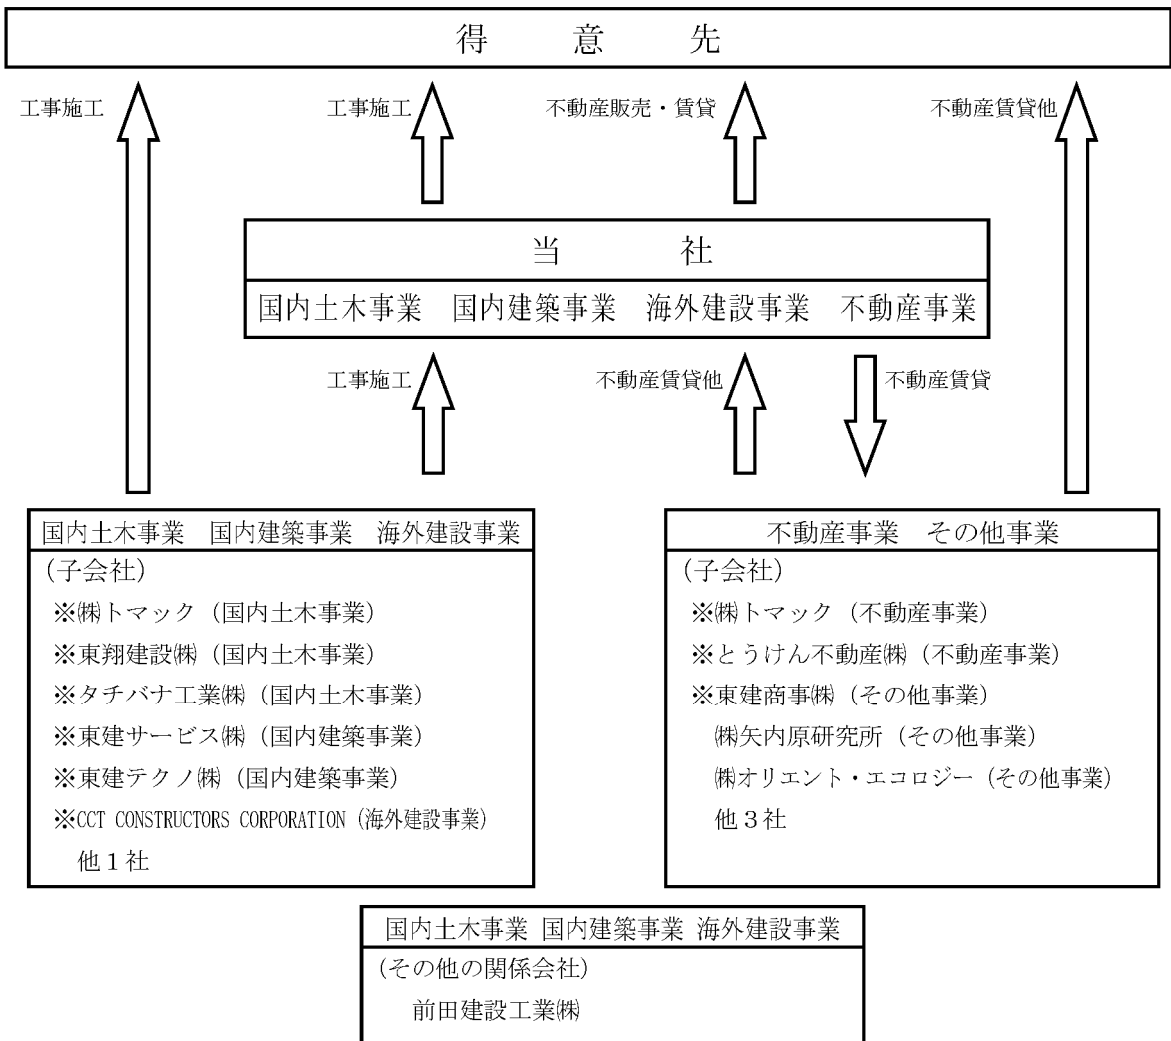 得意先
工事施工 工事施工 不動産販売・賃貸 不動産賃貸他
当社
国内土木事業 国内建築事業 海外建設事業 不動産事業
工事施工 不動産賃貸他 不動産賃貸
国内土木事業 国内建築事業 海外建設事業
(子会社)
※㈱トマック(国内土木事業)
※東翔建設㈱(国内土木事業)
※タチバナ工業㈱(国内土木事業)
※東建サービス㈱(国内建築事業)
※東建テクノ㈱(国内建築事業)
※CCT CONSTRUCTORS CORPORATION(海外建設事業)
他1社
不動産事業 その他事業
(子会社)
※㈱トマック(不動産事業)
※とうけん不動産㈱(不動産事業)
※東建商事㈱(その他事業)
㈱矢内原研究所(その他事業)
㈱オリエント・エコロジー(その他事業)
他3社
国内土木事業 国内建築事業 海外建設事業
(その他の関係会社)
前田建設工業㈱